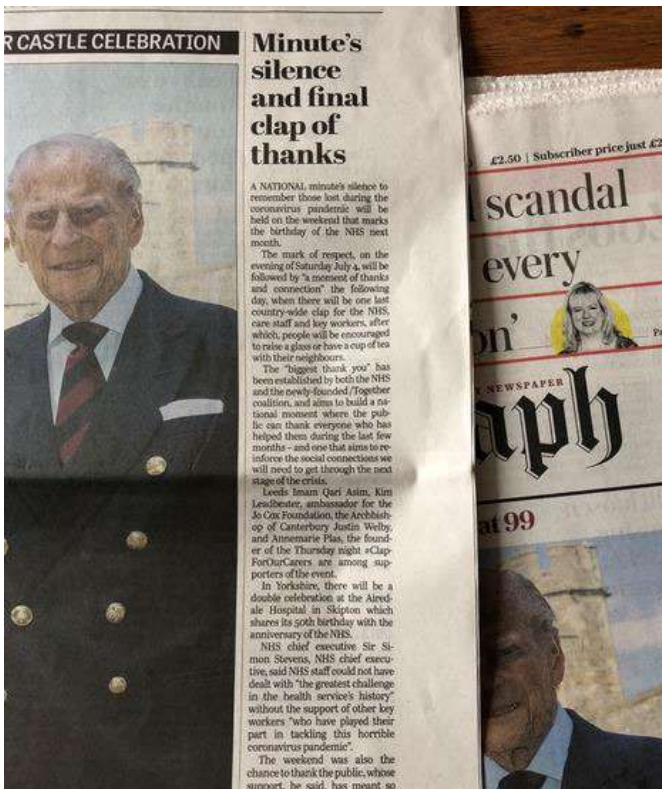 R CASTLE CELEBRATION
Minute's
silence
and final
clap of
thanks
A NATIONAL minute's silence to
remember those lost during the
coronavirus pandemic will be
held on the weekend that marks
the birthday of the NHS next
month.
The mark of respect, on the
evening of Saturday July 4, will be
followed by "a moment of thanks
and connection" the following
day, when there will be one last
country-wide clap for the NHS,
care staff and key workers, after
which, people will be encouraged
to raise a glass or have a cup of tea
with their neighbours.
The "biggest thank you" has
been established by both the NHS
and the newly-founded /Together
coalition, and aims to build a na-
tional moment where the pub-
lic can thank everyone who has
helped them during the last few
months – and one that aims to re-
inforce the social connections we
will need to get through the next
stage of the crisis.
Leeds Imam Qari Asim, Kim
Leadbeater, ambassador for the
Jo Cox Foundation, the Archbish-
op of Canterbury Justin Welby,
and Annemarie Plas, the found-
er of the Thursday night #Clap-
ForOurCarers are among sup-
porters of the event.
In Yorkshire, there will be a
double celebration at the Aired-
ale Hospital in Skipton which
shares its 50th birthday with the
anniversary of the NHS.
NHS chief executive Sir Si-
mon Stevens, NHS chief execu-
tive, said NHS staff could not have
dealt with "the greatest challenge
in the health service's history"
without the support of other key
workers "who have played their
part in tackling this horrible
coronavirus pandemic".
The weekend was also the
chance to thank the public, whose
support, he said, has meant so
£2.50 | Subscriber price just £2
scandal
every
on'
Pa
Y NEWSPAPER
aph
at 99